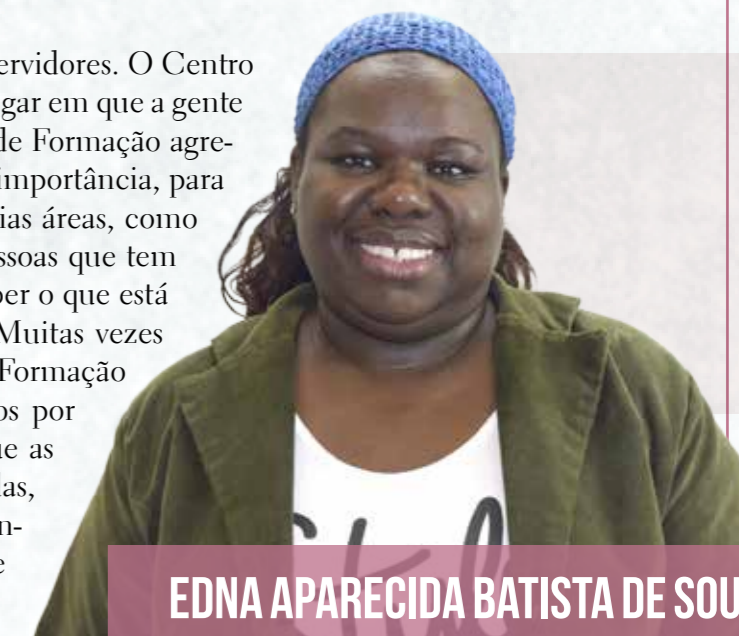 ervidores. O Centro
gar em que a gente
de Formação agre-
importância, para
ias áreas, como
ssoas que tem
ber o que está
Muitas vezes
Formação
os por
ue as
las,
n-
e
EDNA APARECIDA BATISTA DE SOU